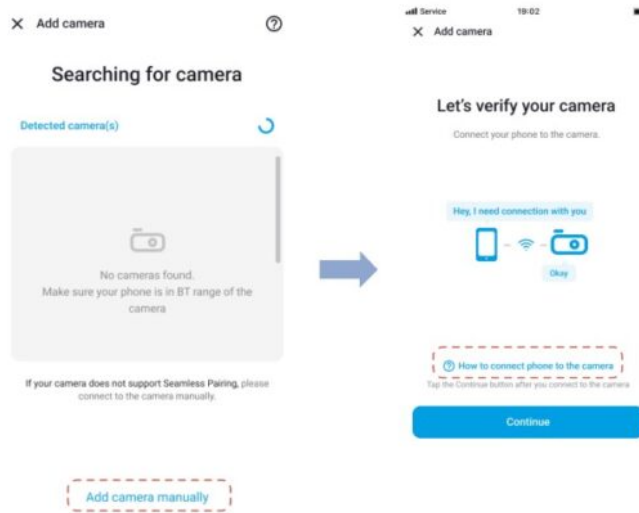 Add camera
Searching for camera
Detected camera(s)
No cameras found.
Make sure your phone is in BT range of the
camera
If your camera does not support Seamless Pairing, please
connect to the camera manually.
Add camera manually
Service 19:02
Add camera
Let's verify your camera
Connect your phone to the camera.
Hey, I need connection with you
Okay
How to connect phone to the camera
Tap the Continue button after you connect to the camera
Continue